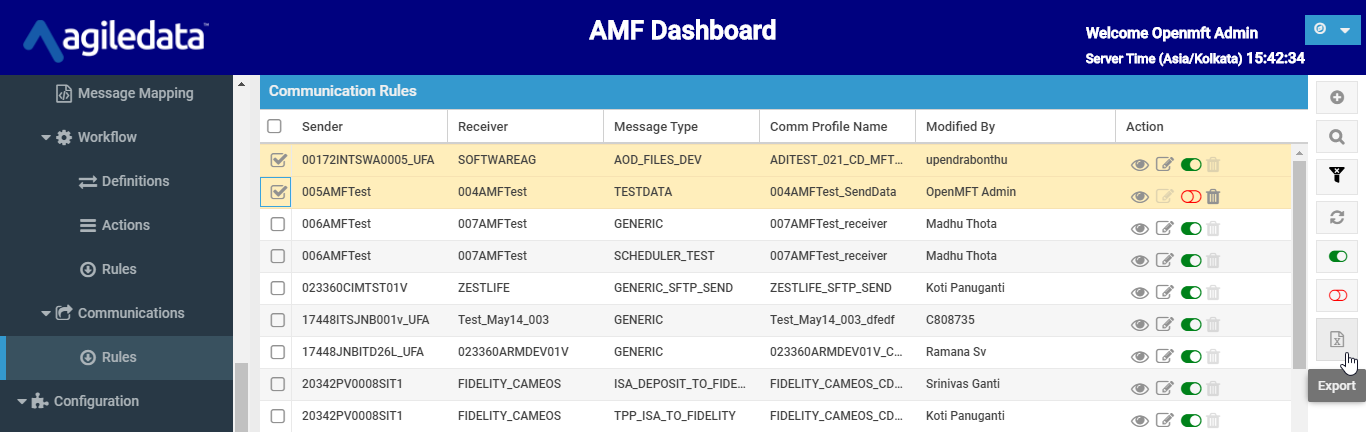 agiledata™
AMF Dashboard
Welcome Openmft Admin
Server Time (Asia/Kolkata) 15:42:34
Message Mapping
Workflow
Definitions
Actions
Rules
Communications
Rules
Configuration
Communication Rules
Sender Receiver Message Type Comm Profile Name Modified By Action
00172INTSWA0005_UFA SOFTWAREAG AOD_FILES_DEV ADITEST_021_CD_MFT... upendrabonthu
005AMFTest 004AMFTest TESTDATA 004AMFTest_SendData OpenMFT Admin
006AMFTest 007AMFTest GENERIC 007AMFTest_receiver Madhu Thota
006AMFTest 007AMFTest SCHEDULER_TEST 007AMFTest_receiver Madhu Thota
023360CIMTST01V ZESTLIFE GENERIC_SFTP_SEND ZESTLIFE_SFTP_SEND Koti Panuganti
17448ITSJNB001v_UFA Test_May14_003 GENERIC Test_May14_003_dfedf C808735
17448JNBITD26L_UFA 023360ARMDEV01V GENERIC 023360ARMDEV01V_C... Ramana Sv
20342PV0008SIT1 FIDELITY_CAMEOS ISA_DEPOSIT_TO_FIDE... FIDELITY_CAMEOS_CD... Srinivas Ganti
20342PV0008SIT1 FIDELITY_CAMEOS TPP_ISA_TO_FIDELITY FIDELITY_CAMEOS_CD... Koti Panuganti
Export